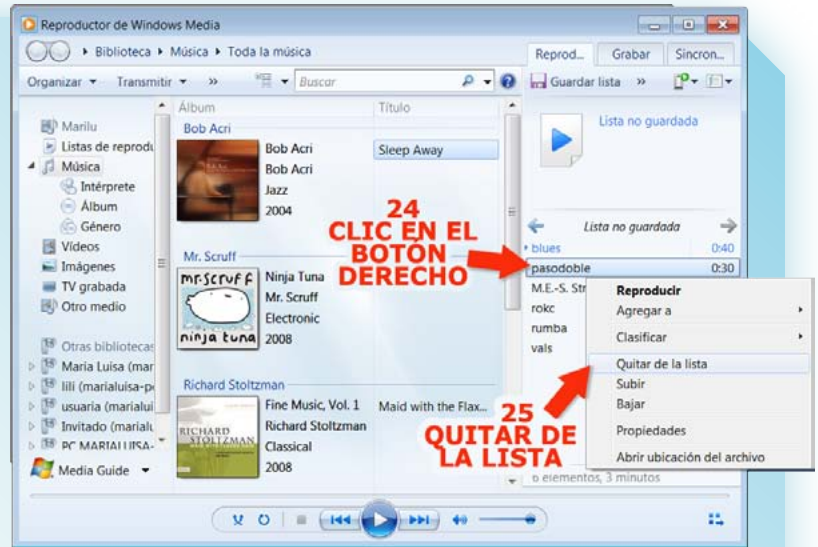 Reproductor de Windows Media
Biblioteca ▸ Música ▸ Toda la música
Reprod...
Grabar
Sincron...
Organizar
Transmitir
»
Buscar
Guardar lista
»
Marilu
Listas de reprodu
Música
Intérprete
Álbum
Género
Vídeos
Imágenes
TV grabada
Otro medio
Otras bibliotecas
Maria Luisa (mar
lili (marialuisa-p
usuaria (marialui
Invitado (marialu
PC MARIALUISA-
Media Guide
Álbum
Título
Bob Acri
Bob Acri
Sleep Away
Bob Acri
Jazz
2004
Mr. Scruff
mr.scruff
ninja tuna
Ninja Tuna
Mr. Scruff
Electronic
2008
Richard Stoltzman
RICHARD
STOLTZMAN
Fine Music, Vol. 1
Maid with the Flax...
Richard Stoltzman
Classical
2008
Lista no guardada
Lista no guardada
blues 0:40
pasodoble 0:30
M.E.-S. Str
rokc
rumba
vals
6 elementos, 3 minutos
24
CLIC EN EL
BOTÓN
DERECHO
Reproducir
Agregar a
Clasificar
Quitar de la lista
Subir
Bajar
Propiedades
Abrir ubicación del archivo
25
QUITAR DE
LA LISTA